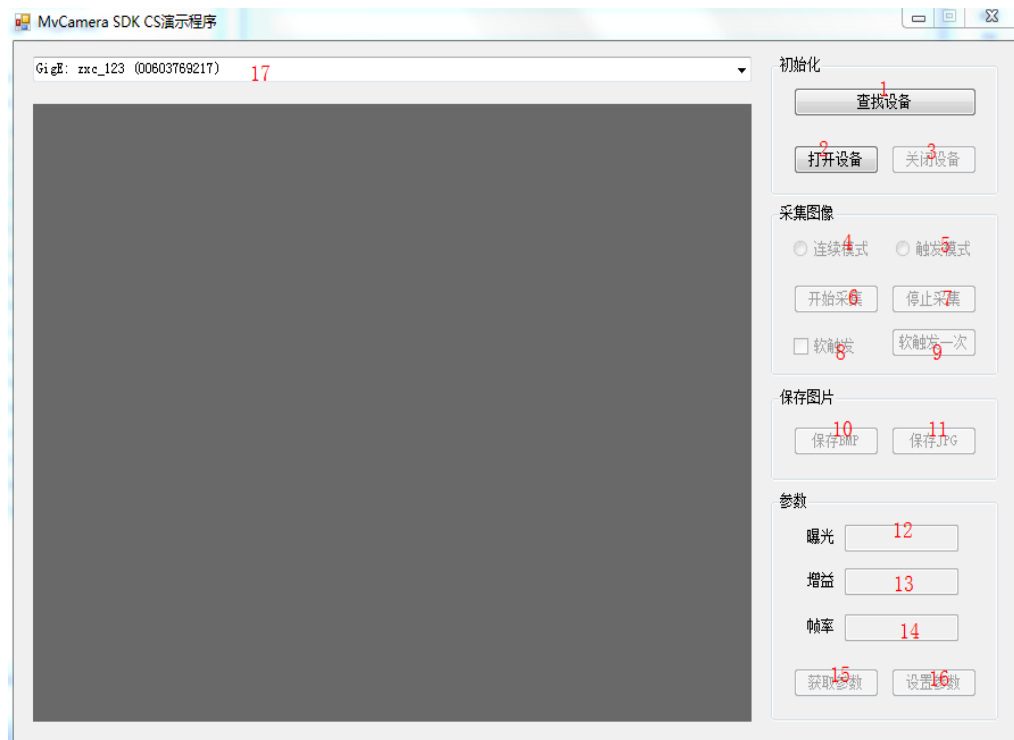 MvCamera SDK CS演示程序
GigE: zxc_123 (00603769217) 17
初始化
1
查找设备
2 3
打开设备 关闭设备
采集图像
4 5
连续模式 触发模式
开始采集 6 停止采集 7
软触发 8 软触发一次 9
保存图片
10 11
保存BMP 保存JPG
参数
曝光 12
增益 13
帧率 14
15 16
获取参数 设置参数